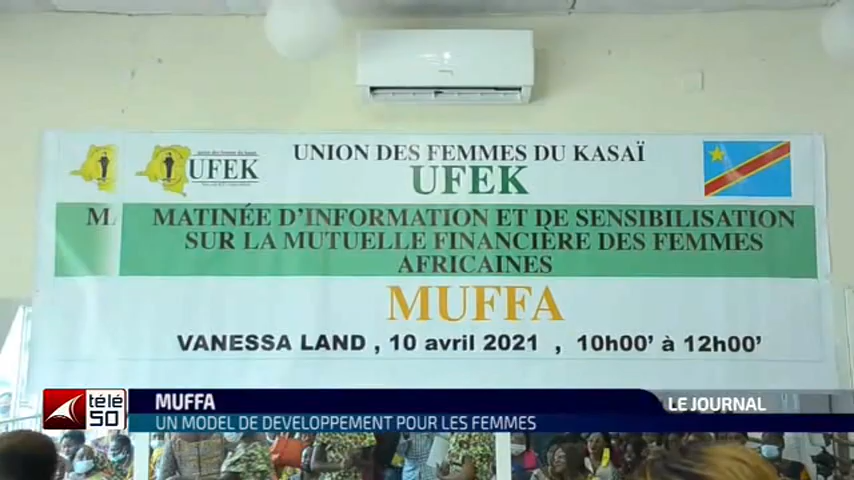 UNION DES FEMMES DU KASAÏ
UFEK
UFEK
M
MATINÉE D'INFORMATION ET DE SENSIBILISATION
SUR LA MUTUELLE FINANCIÈRE DES FEMMES
AFRICAINES
MUFFA
VANESSA LAND , 10 avril 2021 , 10h00' à 12h00'
télé
50
MUFFA
LE JOURNAL
UN MODEL DE DEVELOPPEMENT POUR LES FEMMES